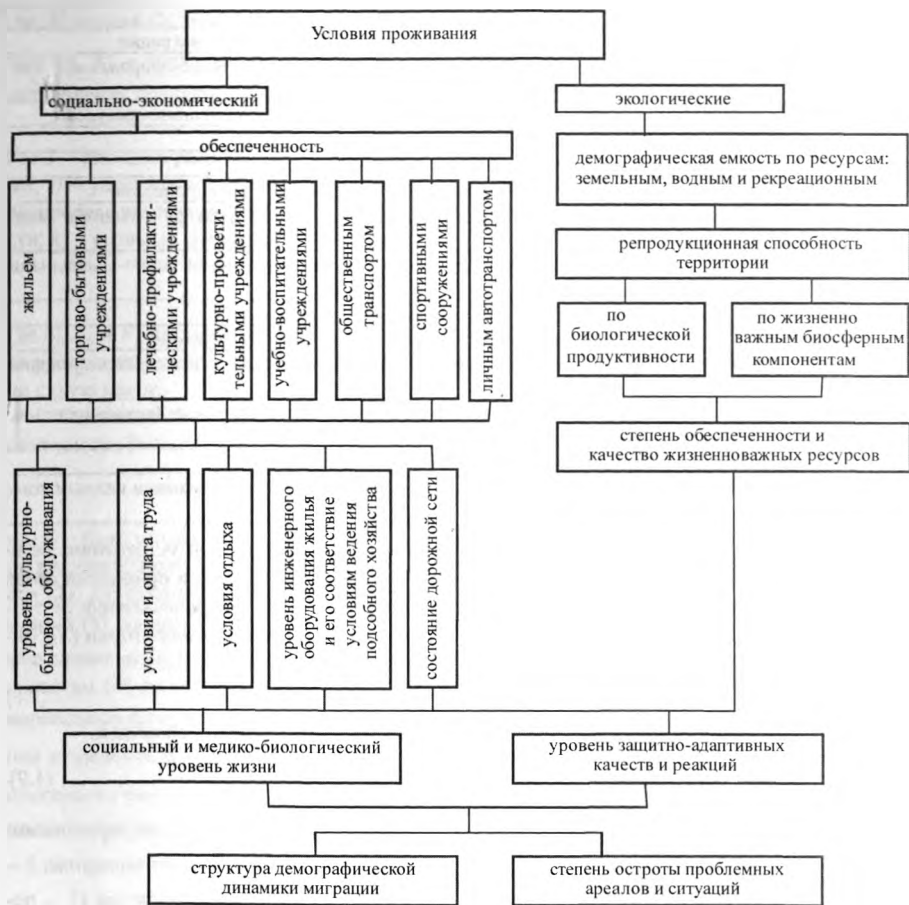 Условия проживания
социально-экономический
экологические
обеспеченность
демографическая емкость по ресурсам:
земельным, водным и рекреационным
жильем
торгово-бытовыми
учреждениями
лечебно-профилакти-
ческими учреждениями
культурно-просвети-
тельными учреждениями
учебно-воспитательными
учреждениями
общественным
транспортом
спортивными
сооружениями
личным автотранспортом
репродукционная способность
территории
по
биологической
продуктивности
по жизненно
важным биосферным
компонентам
степень обеспеченности и
качество жизненноважных ресурсов
уровень культурно-
бытового обслуживания
условия и оплата труда
условия отдыха
уровень инженерного
оборудования жилья
и его соответствие
условиям ведения
подсобного хозяйства
состояние дорожной сети
социальный и медико-биологический
уровень жизни
уровень защитно-адаптивных
качеств и реакций
структура демографической
динамики миграции
степень остроты проблемных
ареалов и ситуаций